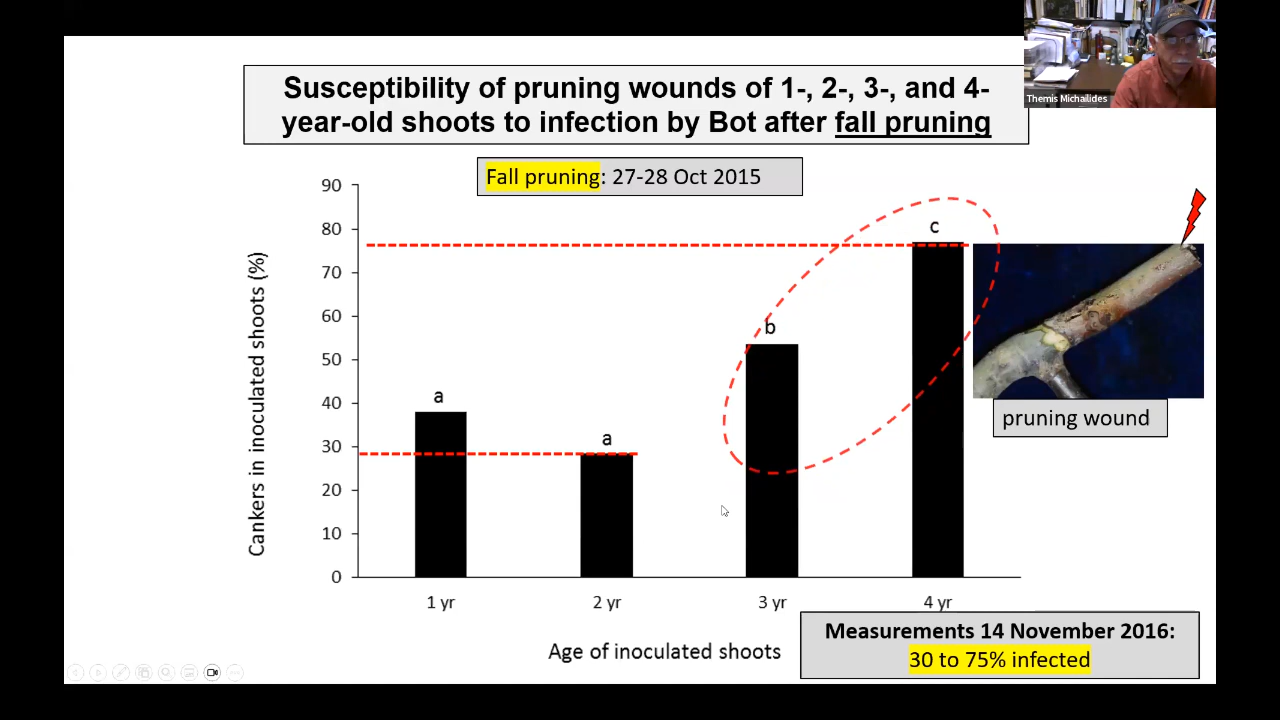 Themis Michailides
Susceptibility of pruning wounds of 1-, 2-, 3-, and 4-
year-old shoots to infection by Bot after fall pruning
Fall pruning: 27-28 Oct 2015
Cankers in inoculated shoots (%)
90
80
70
60
50
40
30
20
10
0
a
a
b
c
1 yr
2 yr
3 yr
4 yr
Age of inoculated shoots
pruning wound
Measurements 14 November 2016:
30 to 75% infected